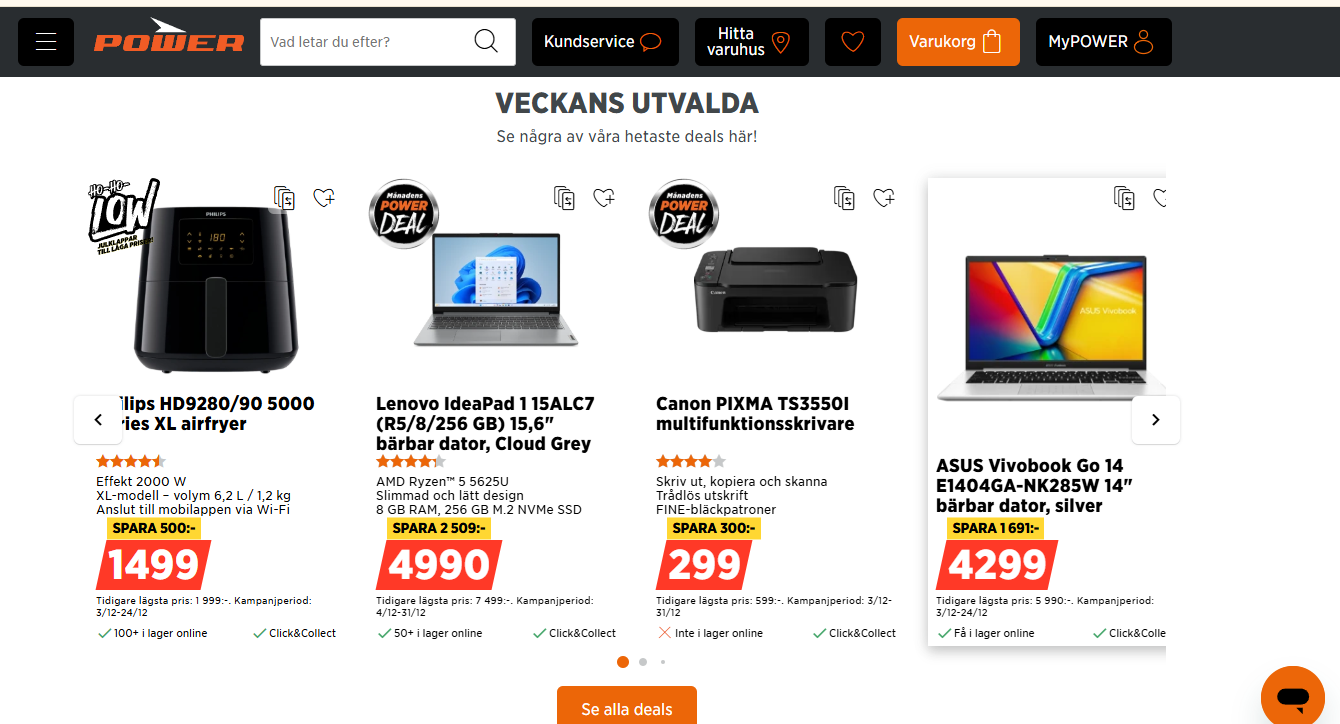 POWER
Vad letar du efter?
Kundservice
Hitta
varuhus
Varukorg
MyPOWER
VECKANS UTVALDA
Se några av våra hetaste deals här!
HO-HO-
LOW
JULKLAPPAR
TILL LÅGA PRISER!
PHILIPS
180
ilips HD9280/90 5000
ries XL airfryer
Effekt 2000 W
XL-modell – volym 6,2 L / 1,2 kg
Anslut till mobilappen via Wi-Fi
SPARA 500:-
1499
Tidigare lägsta pris: 1 999:-. Kampanjperiod:
3/12-24/12
100+ i lager online
Click&Collect
Månadens
POWER
DEAL
Lenovo IdeaPad 1 15ALC7
(R5/8/256 GB) 15,6"
bärbar dator, Cloud Grey
AMD Ryzen™ 5 5625U
Slimmad och lätt design
8 GB RAM, 256 GB M.2 NVMe SSD
SPARA 2 509:-
4990
Tidigare lägsta pris: 7 499:-. Kampanjperiod:
4/12-31/12
50+ i lager online
Click&Collect
Månadens
POWER
DEAL
Canon
Canon PIXMA TS3550I
multifunktionsskrivare
Skriv ut, kopiera och skanna
Trådlös utskrift
FINE-bläckpatroner
SPARA 300:-
299
Tidigare lägsta pris: 599:-. Kampanjperiod: 3/12-
31/12
Inte i lager online
Click&Collect
ASUS Vivobook
ASUS Vivobook Go 14
E1404GA-NK285W 14"
bärbar dator, silver
SPARA 1 691:-
4299
Tidigare lägsta pris: 5 990:-. Kampanjperiod:
3/12-24/12
Få i lager online
Click&Colle
Se alla deals